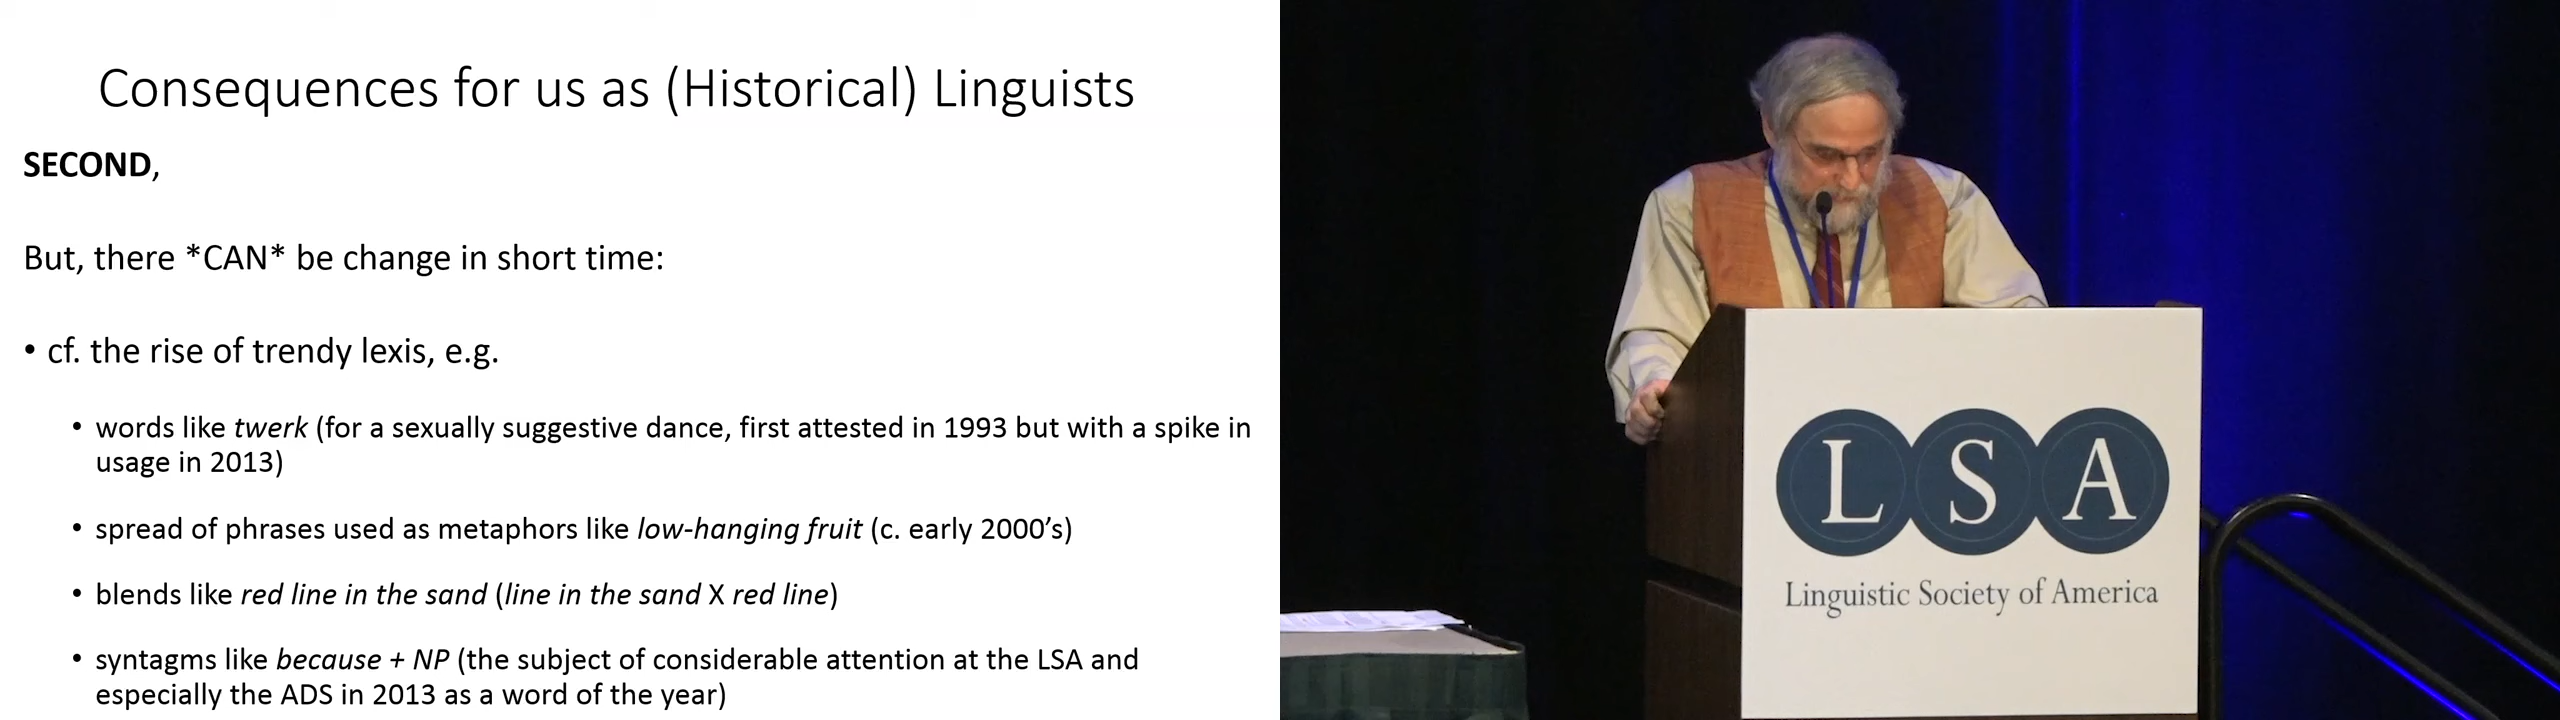 Consequences for us as (Historical) Linguists
SECOND,
But, there *CAN* be change in short time:
• cf. the rise of trendy lexis, e.g.
• words like twerk (for a sexually suggestive dance, first attested in 1993 but with a spike in
usage in 2013)
• spread of phrases used as metaphors like low-hanging fruit (c. early 2000's)
• blends like red line in the sand (line in the sand X red line)
• syntagms like because + NP (the subject of considerable attention at the LSA and
especially the ADS in 2013 as a word of the year)
LSA
Linguistic Society of America